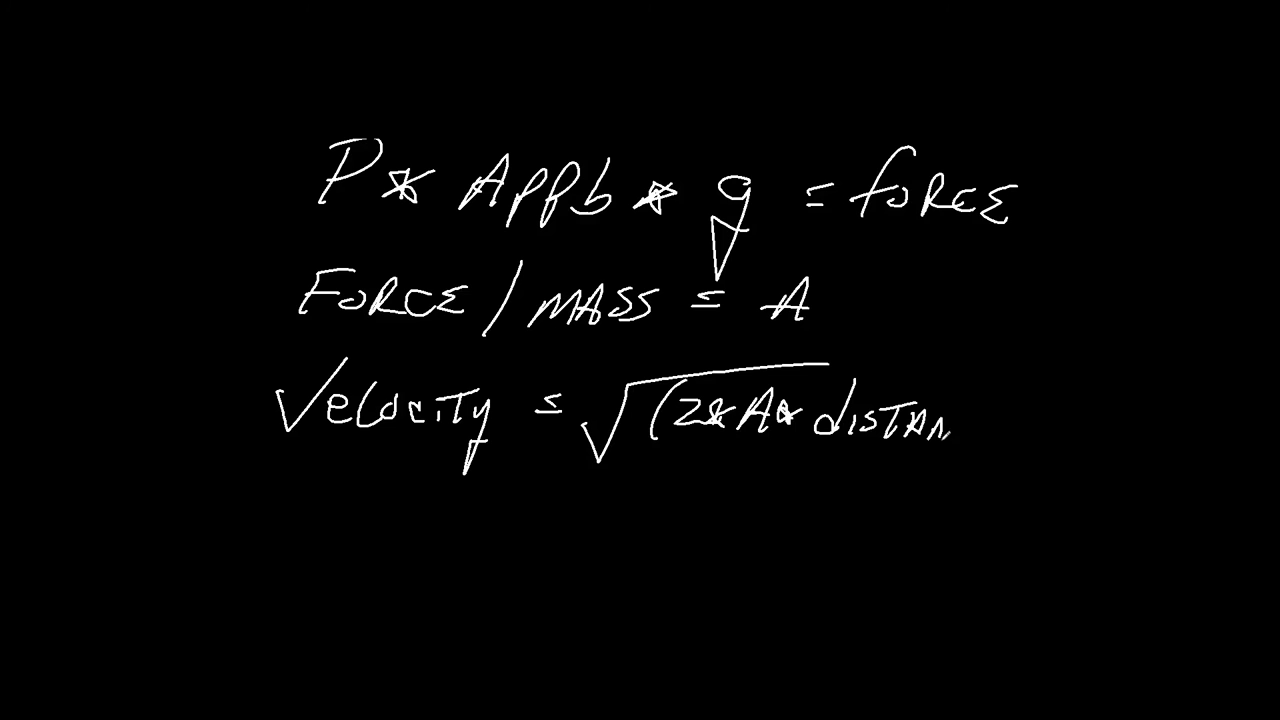 P * Appb * g = force
FORCE / MASS = A
Velocity = √(2*A* DISTAN